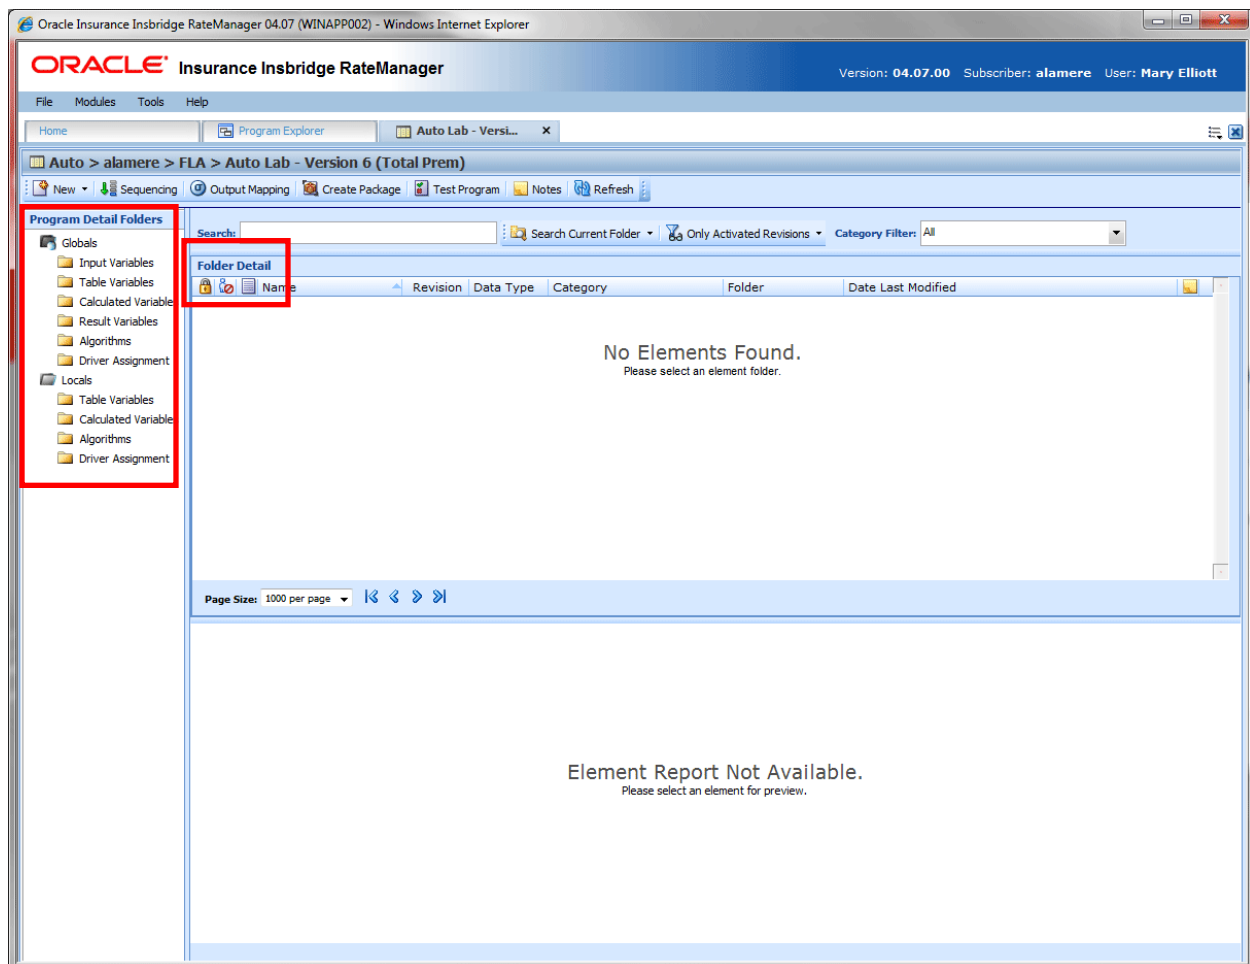 Oracle Insurance Insbridge RateManager 04.07 (WINAPP002) - Windows Internet Explorer
ORACLE Insurance Insbridge RateManager
Version: 04.07.00 Subscriber: alamere User: Mary Elliott
File Modules Tools Help
Home Program Explorer Auto Lab - Versi...
Auto > alamere > FLA > Auto Lab - Version 6 (Total Prem)
New Sequencing Output Mapping Create Package Test Program Notes Refresh
Program Detail Folders
Globals
Input Variables
Table Variables
Calculated Variable
Result Variables
Algorithms
Driver Assignment
Locals
Table Variables
Calculated Variable
Algorithms
Driver Assignment
Search: Search Current Folder Only Activated Revisions Category Filter: All
Folder Detail
Name Revision Data Type Category Folder Date Last Modified
No Elements Found.
Please select an element folder.
Page Size: 1000 per page
Element Report Not Available.
Please select an element for preview.